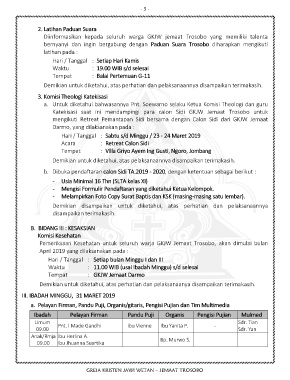 - 3 -
2. Latihan Paduan Suara
Diinformasikan kepada seluruh warga GKJW jemaat Trosobo yang memiliki talenta
bernyanyi dan ingin bergabung dengan Paduan Suara Trosobo diharapkan mengikuti
latihan pada :
Hari / Tanggal : Setiap Hari Kamis
Waktu : 19.00 WIB s/d selesai
Tempat : Balai Pertemuan G-11
Demikian untuk diketahui, atas perhatian dan pelaksanaannya disampaikan terimakasih.
3. Komisi Theologi Katekisasi
a. Untuk diketahui bahwasannya Pnt. Soewarno selaku Ketua Komisi Theologi dan guru
Katekisasi saat ini mendampingi para calon Sidi GKJW Jemaat Trosobo untuk
mengikuti Retreat Pemantapan Sidi bersama dengan Calon Sidi dari GKJW Jemaat
Darmo, yang dilaksanakan pada :
Hari / Tanggal : Sabtu s/d Minggu / 23 - 24 Maret 2019
Acara : Retreat Calon Sidi
Tempat : Villa Griyo Ayem Ing Gusti, Ngoro, Jombang
Demikian untuk diketahui, atas pelaksanaannya disampaikan terimakasih.
b. Dibuka pendaftaran calon Sidi TA 2019 - 2020, dengan ketentuan sebagai berikut :
- Usia Minimal 16 Thn (SLTA kelas XI)
- Mengisi Formulir Pendaftaran yang diketahui Ketua Kelompok.
- Melampirkan Foto Copy Surat Baptis dan KSK (masing-masing satu lembar).
Demikian disampaikan untuk diketahui, atas perhatian dan pelaksanaannya
disampaikan terimakasih.
B. BIDANG III : KESAKSIAN
Komisi Kesehatan
Pemeriksaan Kesehatan untuk seluruh warga GKJW Jemaat Trosobo, akan dimulai bulan
April 2019 yang dilaksanakan pada :
Hari / Tanggal : Setiap bulan Minggu I dan III
Waktu : 11.00 WIB (usai Ibadah Minggu) s/d selesai
Tempat : GKJW Jemaat Darmo
Demikian untuk diketahui, atas perhatian dan pelaksanaannya disampaikan terimakasih.
III. IBADAH MINGGU, 31 MARET 2019
a. Pelayan Firman, Pandu Puji, Organis/gitaris, Pengisi Pujian dan Tim Multimedia
Ibadah Pelayan Firman Pandu Puji Organis Pengisi Pujian Mulmed
Umum 09.00 Pnt. I Made Gandhi Ibu Vienna Ibu Yanta P. - Sdr. Tian Sdr. Yan
Anak/Rmja 09.00 Ibu Herlina A. Ibu Jhuanna Saartika Bp. Murwo S.
GREJA KRISTEN JAWI WETAN – JEMAAT TROSOBO